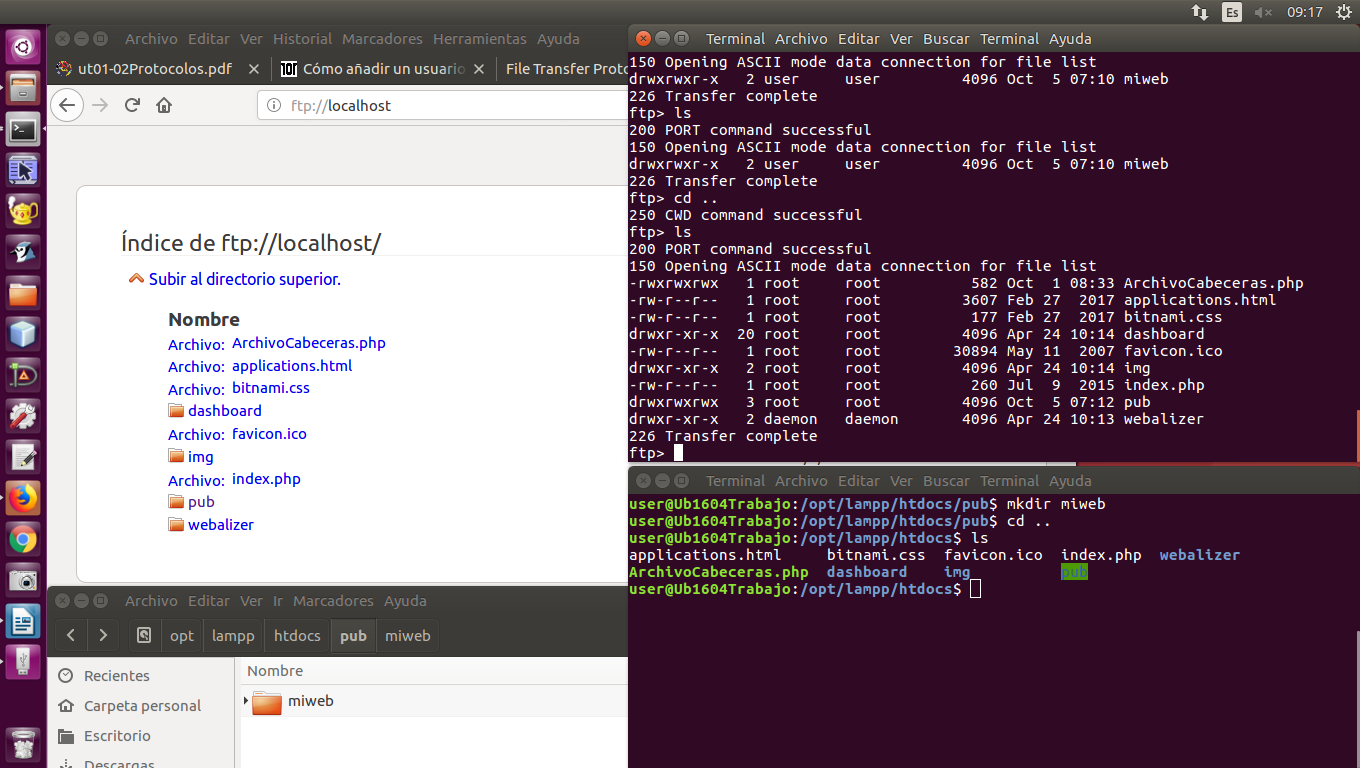 Es 09:17
Archivo Editar Ver Historial Marcadores Herramientas Ayuda
ut01-02Protocolos.pdf Cómo añadir un usuario File Transfer Proto
ftp://localhost
Índice de ftp://localhost/
Subir al directorio superior.
Nombre
Archivo: ArchivoCabeceras.php
Archivo: applications.html
Archivo: bitnami.css
dashboard
Archivo: favicon.ico
img
Archivo: index.php
pub
webalizer
Archivo Editar Ver Ir Marcadores Ayuda
opt lampp htdocs pub miweb
Recientes
Carpeta personal
Escritorio
Descargas
Nombre
miweb
Terminal Archivo Editar Ver Buscar Terminal Ayuda
150 Opening ASCII mode data connection for file list
drwxrwxr-x   2 user     user         4096 Oct  5 07:10 miweb
226 Transfer complete
ftp> ls
200 PORT command successful
150 Opening ASCII mode data connection for file list
drwxrwxr-x   2 user     user         4096 Oct  5 07:10 miweb
226 Transfer complete
ftp> cd ..
250 CWD command successful
ftp> ls
200 PORT command successful
150 Opening ASCII mode data connection for file list
-rwxrwxrwx   1 root     root          582 Oct  1 08:33 ArchivoCabeceras.php
-rw-r--r--   1 root     root         3607 Feb 27  2017 applications.html
-rw-r--r--   1 root     root          177 Feb 27  2017 bitnami.css
drwxr-xr-x  20 root     root         4096 Apr 24 10:14 dashboard
-rw-r--r--   1 root     root        30894 May 11  2007 favicon.ico
drwxr-xr-x   2 root     root         4096 Apr 24 10:14 img
-rw-r--r--   1 root     root          260 Jul  9  2015 index.php
drwxrwxrwx   3 root     root         4096 Oct  5 07:12 pub
drwxr-xr-x   2 daemon   daemon       4096 Apr 24 10:13 webalizer
226 Transfer complete
ftp>
Terminal Archivo Editar Ver Buscar Terminal Ayuda
user@Ub1604Trabajo:/opt/lampp/htdocs/pub$ mkdir miweb
user@Ub1604Trabajo:/opt/lampp/htdocs/pub$ cd ..
user@Ub1604Trabajo:/opt/lampp/htdocs$ ls
applications.html     bitnami.css  favicon.ico  index.php  webalizer
ArchivoCabeceras.php  dashboard    img          pub
user@Ub1604Trabajo:/opt/lampp/htdocs$